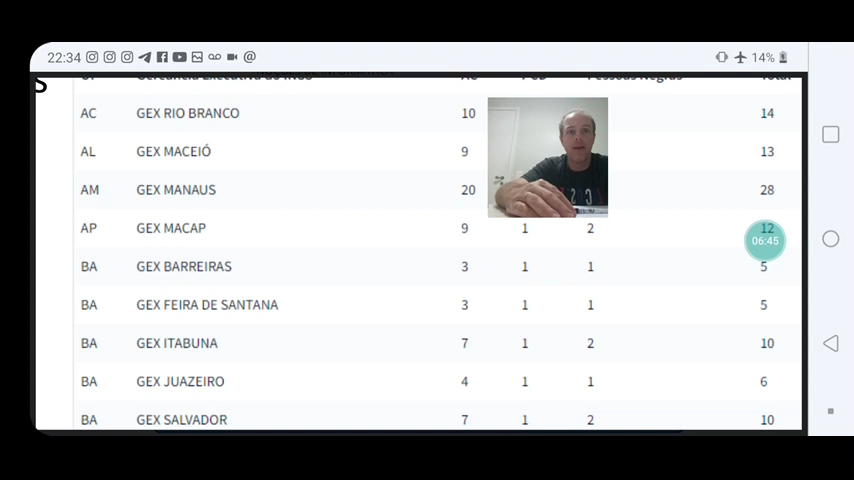 22:34 14%
S
AC GEX RIO BRANCO 10 14
AL GEX MACEIÓ 9 13
AM GEX MANAUS 20 28
AP GEX MACAP 9 1 2 12
06:45
BA GEX BARREIRAS 3 1 1 5
BA GEX FEIRA DE SANTANA 3 1 1 5
BA GEX ITABUNA 7 1 2 10
BA GEX JUAZEIRO 4 1 1 6
BA GEX SALVADOR 7 1 2 10